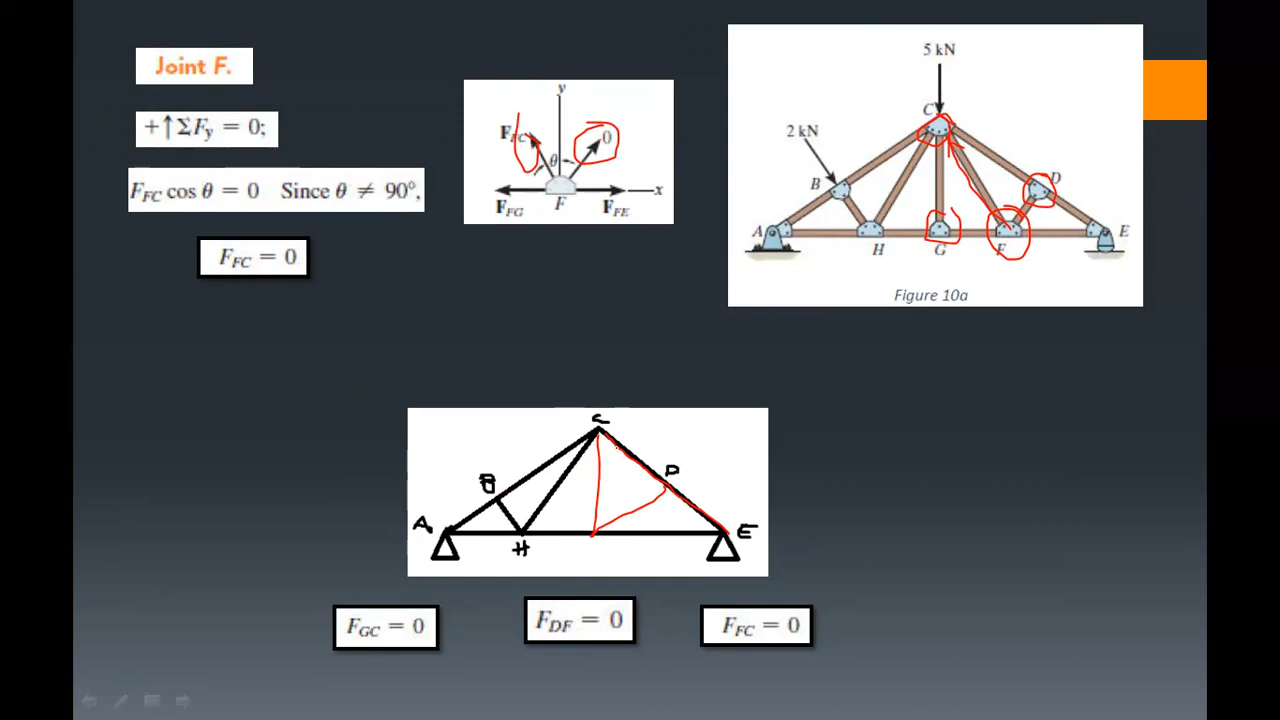 Joint F.
+↑ΣF_y = 0;
F_FC cos θ = 0 Since θ ≠ 90°,
F_FC = 0
y
F_FC
0
θ
x
F_FG
F
F_FE
5 kN
C
2 kN
B
D
A
E
H
G
F
Figure 10a
C
B
D
A
E
H
F_GC = 0
F_DF = 0
F_FC = 0